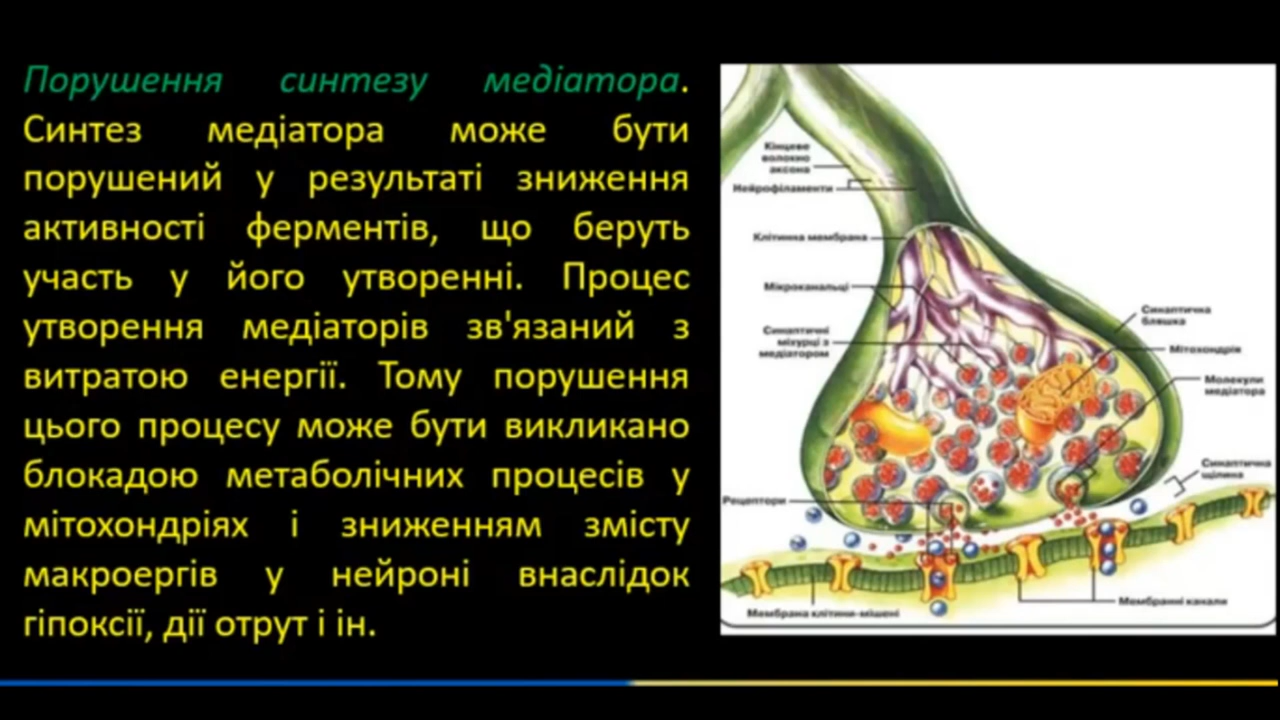 Порушення синтезу медіатора.
Синтез медіатора може бути
порушений у результаті зниження
активності ферментів, що беруть
участь у його утворенні. Процес
утворення медіаторів зв'язаний з
витратою енергії. Тому порушення
цього процесу може бути викликано
блокадою метаболічних процесів у
мітохондріях і зниженням змісту
макроергів у нейроні внаслідок
гіпоксії, дії отрут і ін.
Кінцеве
волокно
аксона
Нейрофіламенти
Клітинна мембрана
Мікроканальці
Синаптичні
міхурці з
медіатором
Синаптична
бляшка
Мітохондрія
Молекули
медіатора
Синаптична
щілина
Рецептори
Мембрана клітини-мішені
Мембранні канали